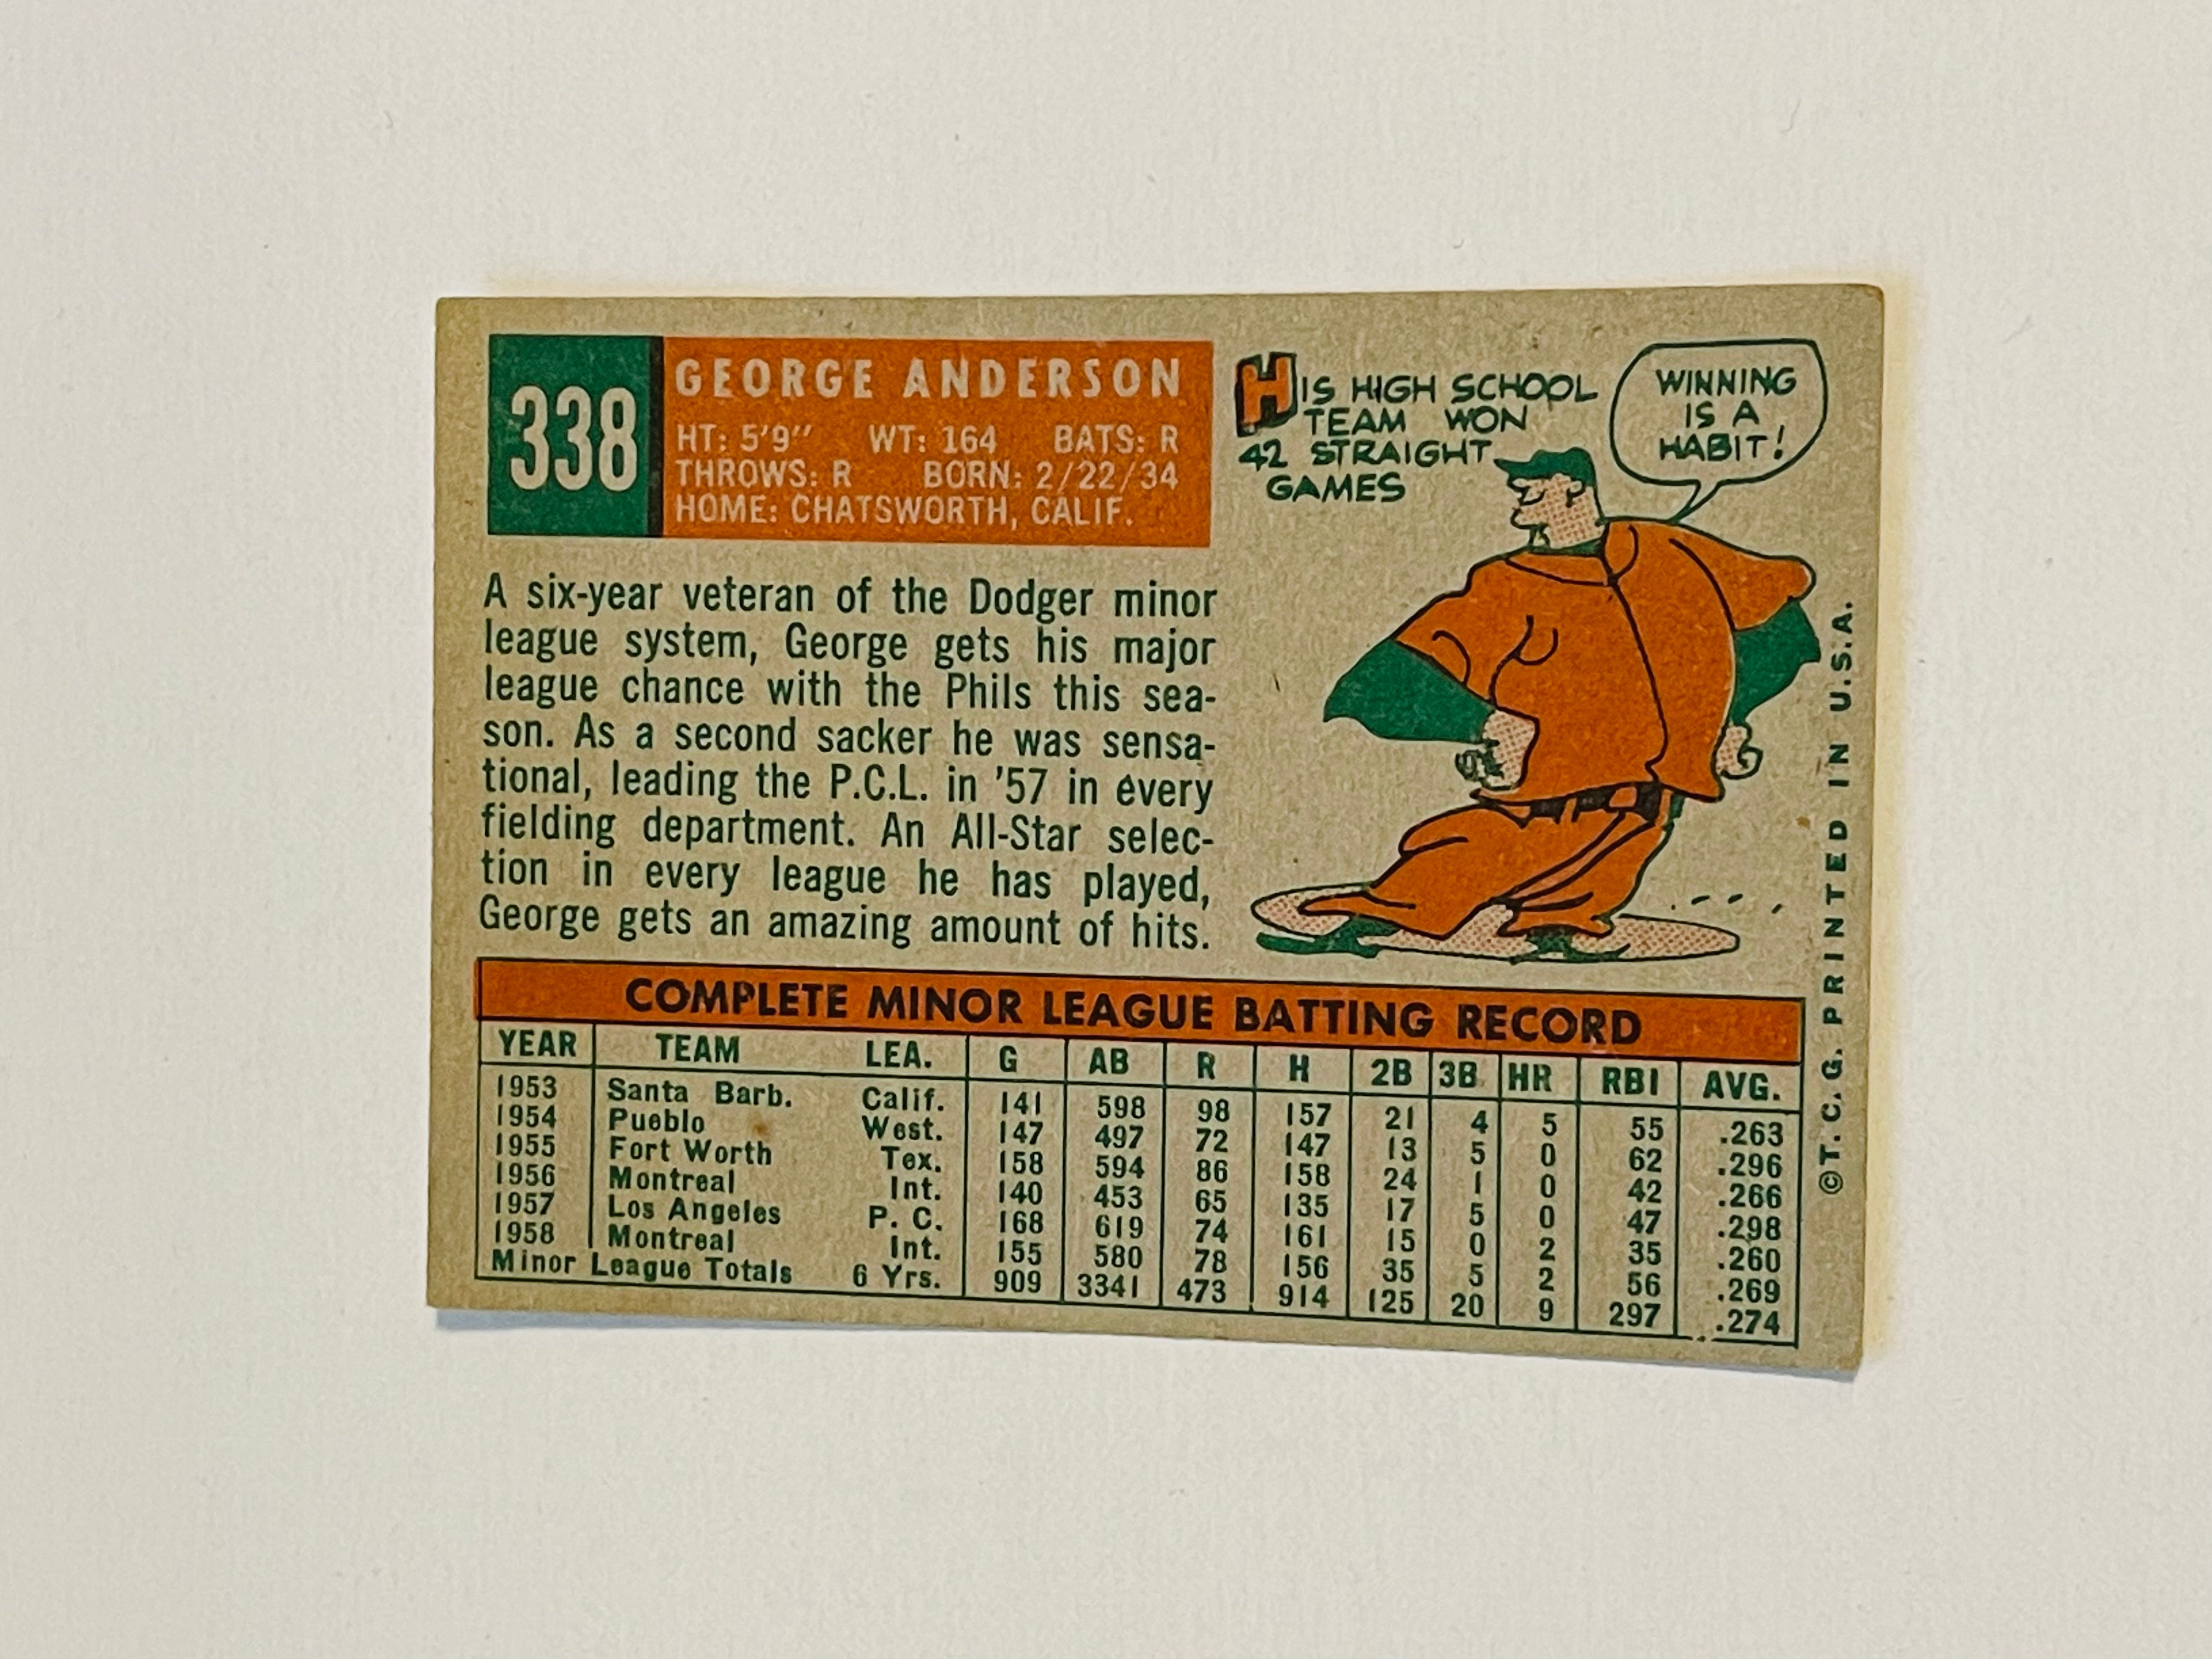 338
GEORGE ANDERSON
HT: 5'9" WT: 164 BATS: R
THROWS: R BORN: 2/22/34
HOME: CHATSWORTH, CALIF.
HIS HIGH SCHOOL
TEAM WON
42 STRAIGHT
GAMES
WINNING
IS A
HABIT!
A six-year veteran of the Dodger minor
league system, George gets his major
league chance with the Phils this sea-
son. As a second sacker he was sensa-
tional, leading the P.C.L. in '57 in every
fielding department. An All-Star selec-
tion in every league he has played,
George gets an amazing amount of hits.
COMPLETE MINOR LEAGUE BATTING RECORD
YEAR TEAM LEA. G AB R H 2B 3B HR RBI AVG.
1953 Santa Barb. Calif. 141 598 98 157 21 4 5 55 .263
1954 Pueblo West. 147 497 72 147 13 5 0 62 .296
1955 Fort Worth Tex. 158 594 86 158 24 1 0 42 .266
1956 Montreal Int. 140 453 65 135 17 5 0 47 .298
1957 Los Angeles P. C. 168 619 74 161 15 0 2 35 .260
1958 Montreal Int. 155 580 78 156 35 5 2 56 .269
Minor League Totals 6 Yrs. 909 3341 473 914 125 20 9 297 .274
©T.C.G. PRINTED IN U.S.A.